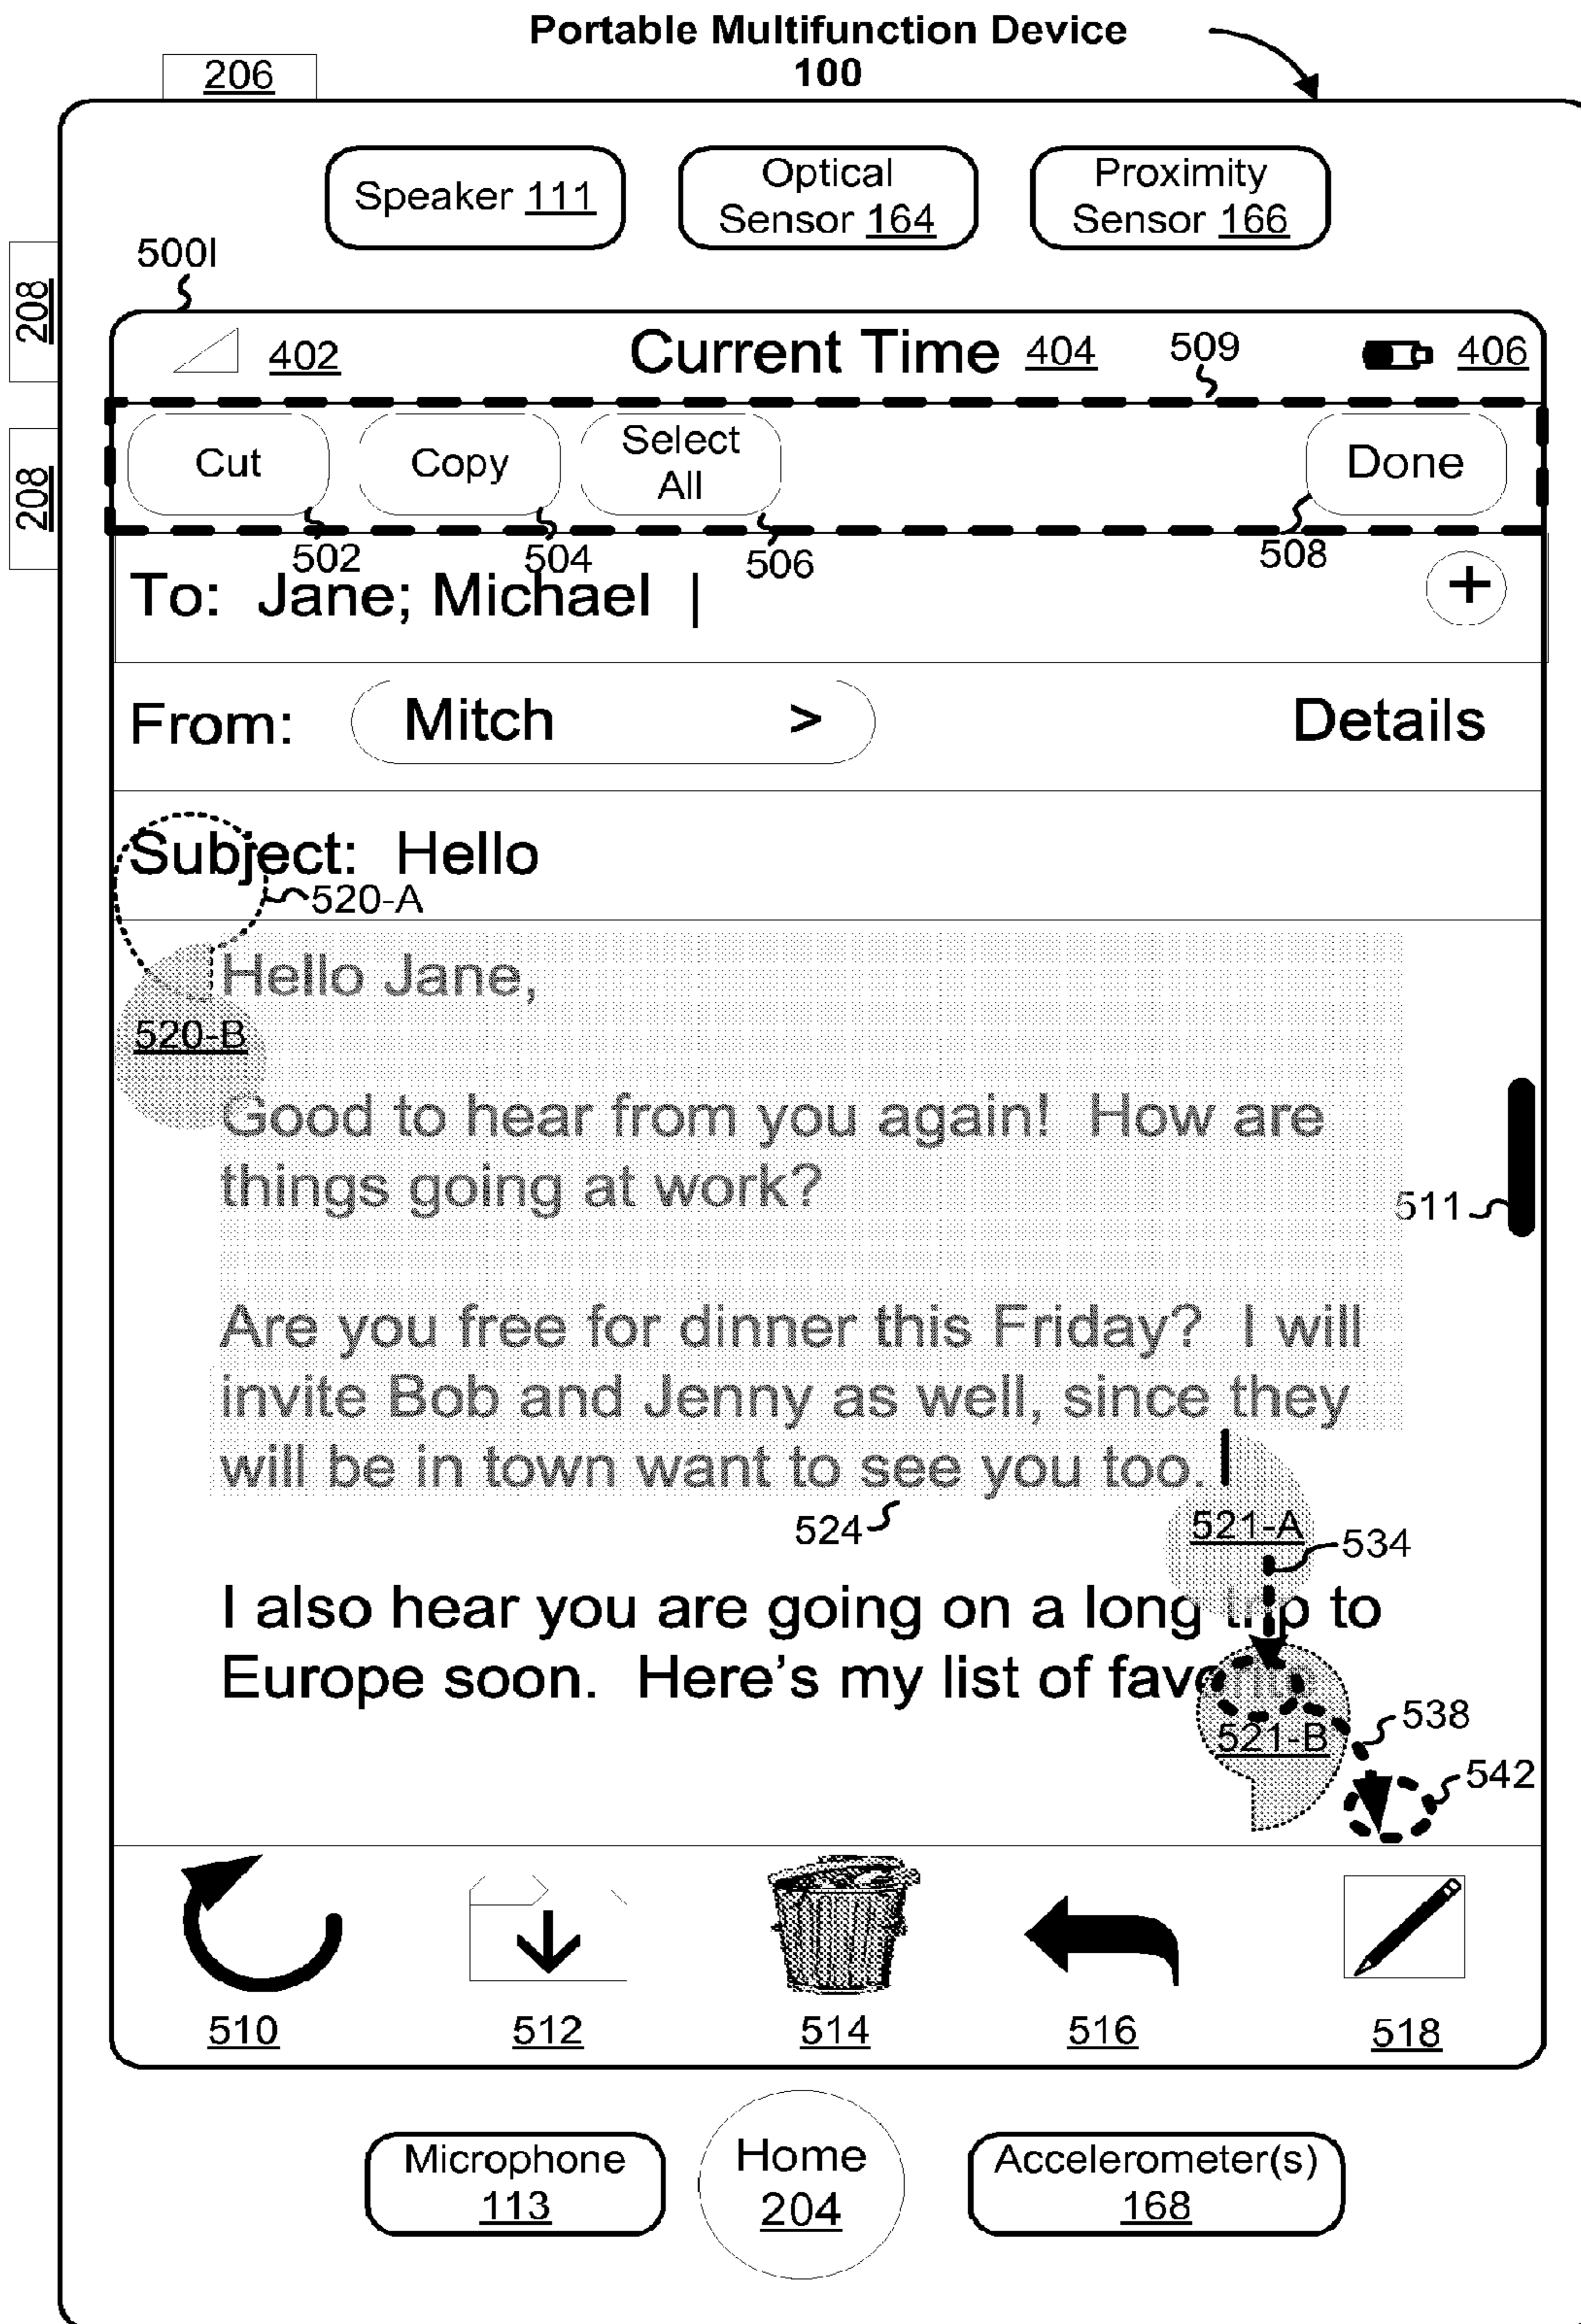 Portable Multifunction Device
100
206
Speaker 111
Optical
Sensor 164
Proximity
Sensor 166
500I
208
208
402
Current Time 404
509
406
Cut
Copy
Select
All
Done
502
504
506
508
To: Jane; Michael |
+
From: Mitch > Details
Subject: Hello
520-A
Hello Jane,
520-B
Good to hear from you again! How are
things going at work?
511
Are you free for dinner this Friday? I will
invite Bob and Jenny as well, since they
will be in town want to see you too.
524
521-A
534
I also hear you are going on a long trip to
Europe soon. Here's my list of
521-B
538
542
510
512
514
516
518
Microphone
113
Home
204
Accelerometer(s)
168